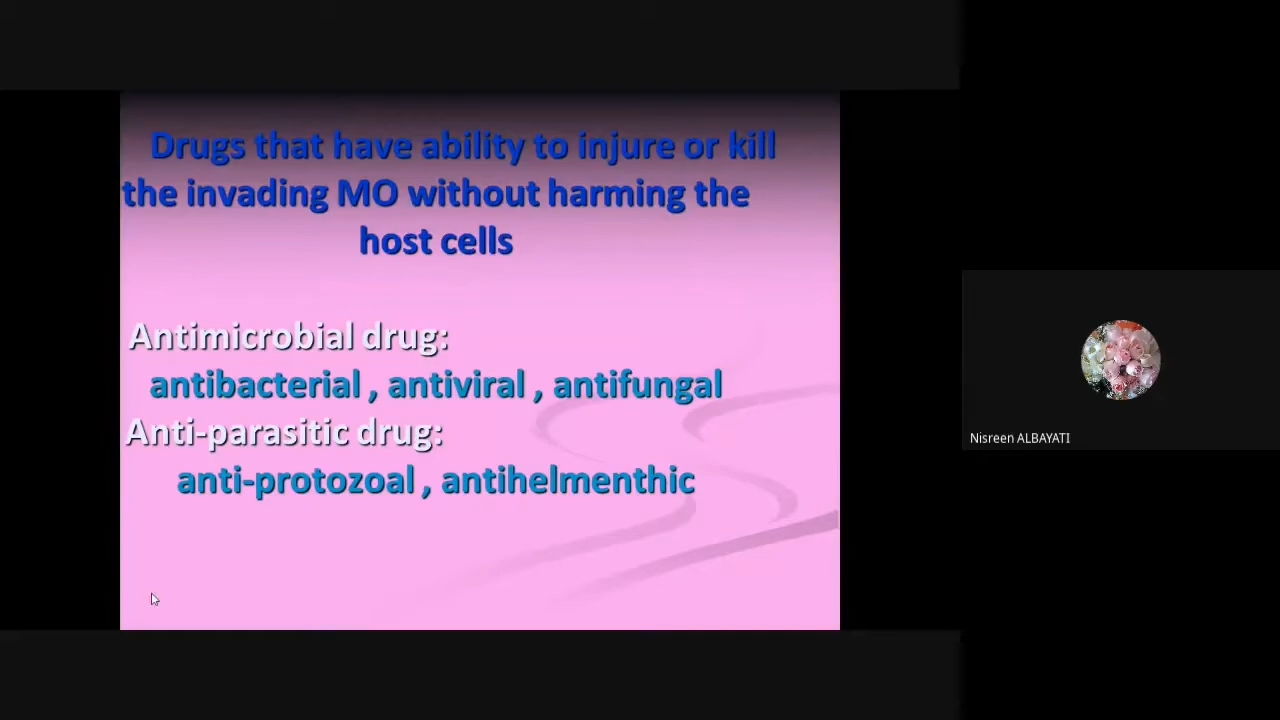 Drugs that have ability to injure or kill
the invading MO without harming the
host cells
Antimicrobial drug:
antibacterial , antiviral , antifungal
Anti-parasitic drug:
anti-protozoal , antihelmenthic
Nisreen ALBAYATI